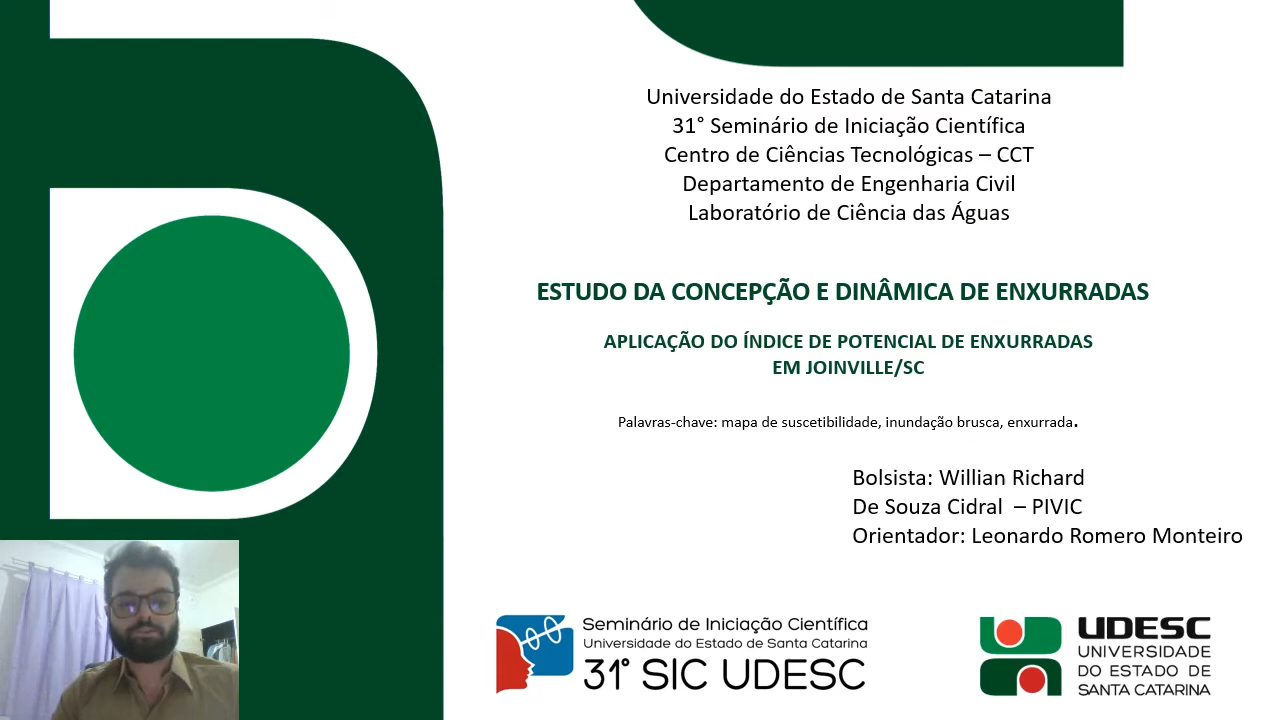 Universidade do Estado de Santa Catarina
31° Seminário de Iniciação Científica
Centro de Ciências Tecnológicas – CCT
Departamento de Engenharia Civil
Laboratório de Ciência das Águas
ESTUDO DA CONCEPÇÃO E DINÂMICA DE ENXURRADAS
APLICAÇÃO DO ÍNDICE DE POTENCIAL DE ENXURRADAS
EM JOINVILLE/SC
Palavras-chave: mapa de suscetibilidade, inundação brusca, enxurrada.
Bolsista: Willian Richard
De Souza Cidral – PIVIC
Orientador: Leonardo Romero Monteiro
Seminário de Iniciação Científica
Universidade do Estado de Santa Catarina
31° SIC UDESC
UDESC
UNIVERSIDADE
DO ESTADO DE
SANTA CATARINA